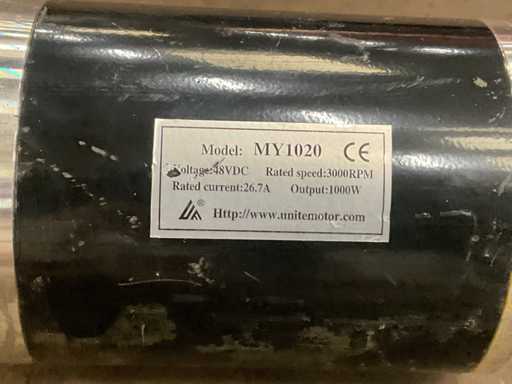 Model: MY1020 CE
Voltage:48VDC Rated speed:3000RPM
Rated current:26.7A Output:1000W
® Http://www.unitemotor.com